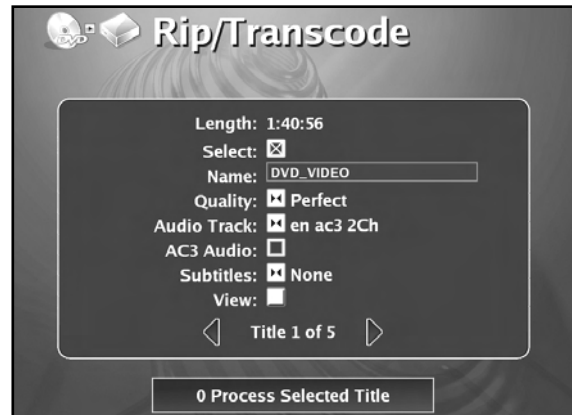 DVD
Rip/Transcode
Length: 1:40:56
Select:
Name: DVD_VIDEO
Quality: Perfect
Audio Track: en ac3 2Ch
AC3 Audio:
Subtitles: None
View:
Title 1 of 5
0 Process Selected Title